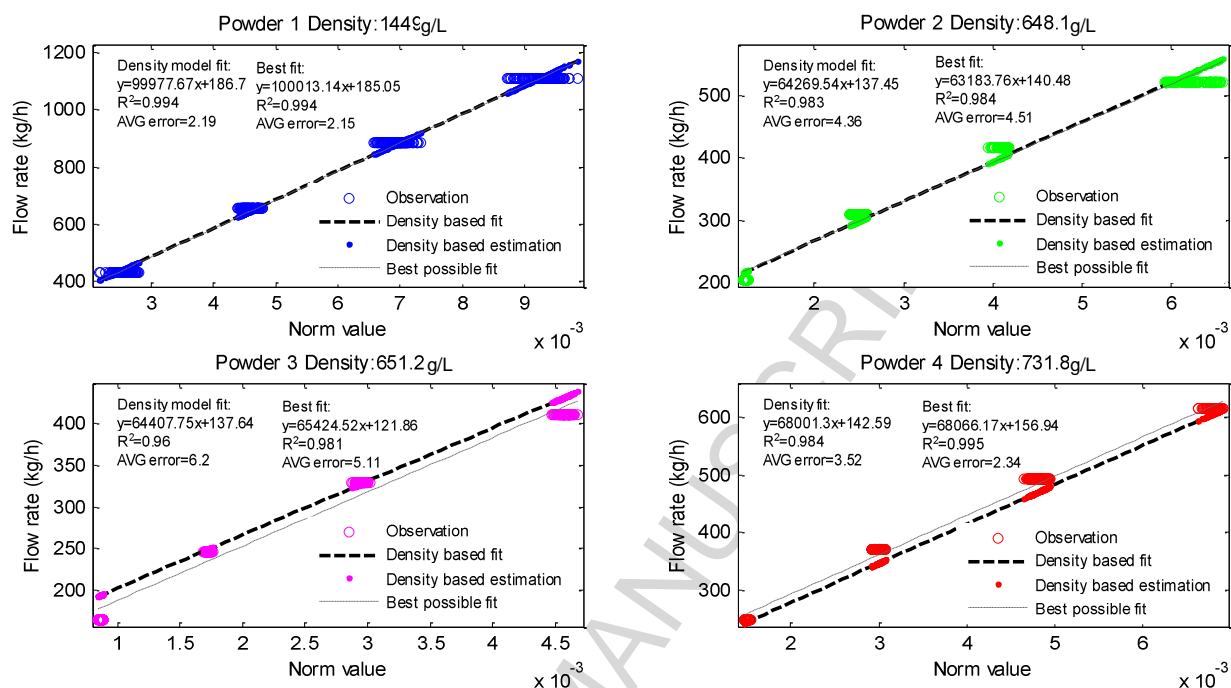 Powder 1 Density:1449g/L
Density model fit:
y=99977.67x+186.7
R²=0.994
AVG error=2.19
Best fit:
y=100013.14x+185.05
R²=0.994
AVG error=2.15
Observation
Density based fit
Density based estimation
Best possible fit
Flow rate (kg/h)
1200
1000
800
600
400
3 4 5 6 7 8 9
Norm value
x 10⁻³
Powder 2 Density:648.1g/L
Density model fit:
y=64269.54x+137.45
R²=0.983
AVG error=4.36
Best fit:
y=63183.76x+140.48
R²=0.984
AVG error=4.51
Observation
Density based fit
Density based estimation
Best possible fit
Flow rate (kg/h)
500
400
300
200
2 3 4 5 6
Norm value
x 10⁻³
Powder 3 Density:651.2g/L
Density model fit:
y=64407.75x+137.64
R²=0.96
AVG error=6.2
Best fit:
y=65424.52x+121.86
R²=0.981
AVG error=5.11
Observation
Density based fit
Density based estimation
Best possible fit
Flow rate (kg/h)
400
350
300
250
200
1 1.5 2 2.5 3 3.5 4 4.5
Norm value
x 10⁻³
Powder 4 Density:731.8g/L
Density fit:
y=68001.3x+142.59
R²=0.984
AVG error=3.52
Best fit:
y=68066.17x+156.94
R²=0.995
AVG error=2.34
Observation
Density based fit
Density based estimation
Best possible fit
Flow rate (kg/h)
600
500
400
300
2 3 4 5 6
Norm value
x 10⁻³
MANUSCRI